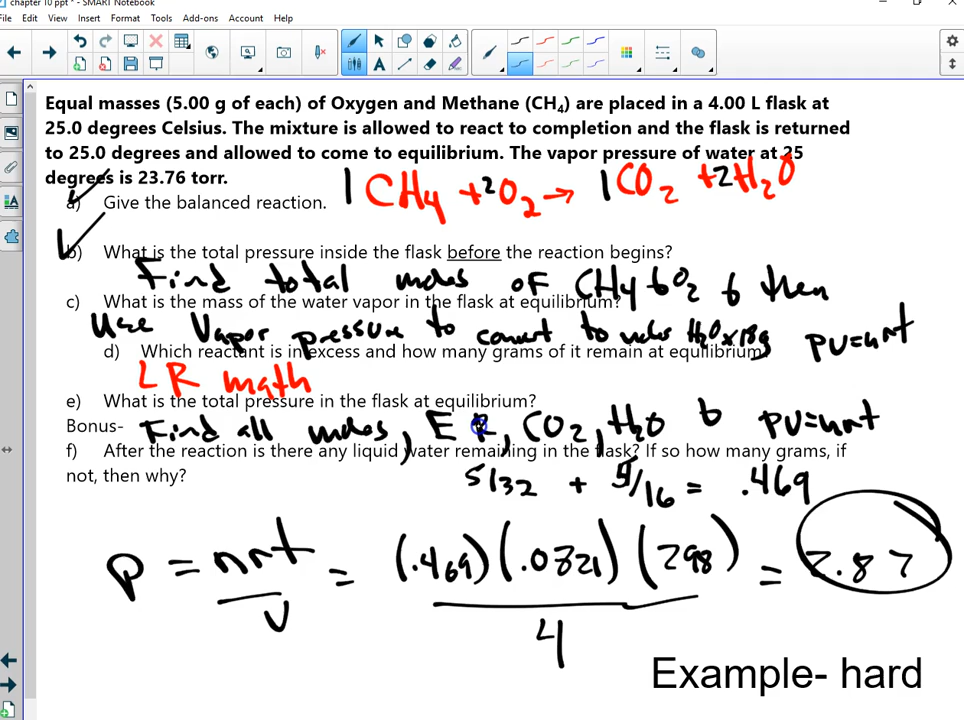 chapter 10 ppt * - SMART Notebook
File Edit View Insert Format Tools Add-ons Account Help
Equal masses (5.00 g of each) of Oxygen and Methane (CH₄) are placed in a 4.00 L flask at
25.0 degrees Celsius. The mixture is allowed to react to completion and the flask is returned
to 25.0 degrees and allowed to come to equilibrium. The vapor pressure of water at 25
degrees is 23.76 torr.
1 CH4 + 2O2 → 1 CO2 + 2H2O
a) Give the balanced reaction.
b) What is the total pressure inside the flask before the reaction begins?
Find total moles of CH4 to O2 & then
c) What is the mass of the water vapor in the flask at equilibrium?
Use Vapor pressure to convert to moles H2O x 18g PV=nrt
d) Which reactant is in excess and how many grams of it remain at equilibrium?
LR math
e) What is the total pressure in the flask at equilibrium?
Bonus- Find all moles, E R, CO2, H2O & PV=nrt
f) After the reaction is there any liquid water remaining in the flask? If so how many grams, if
not, then why?
5/32 + 5/16 = .469
P = nrt / V = (.469)(.0821)(298) / 4 = 2.87
Example- hard